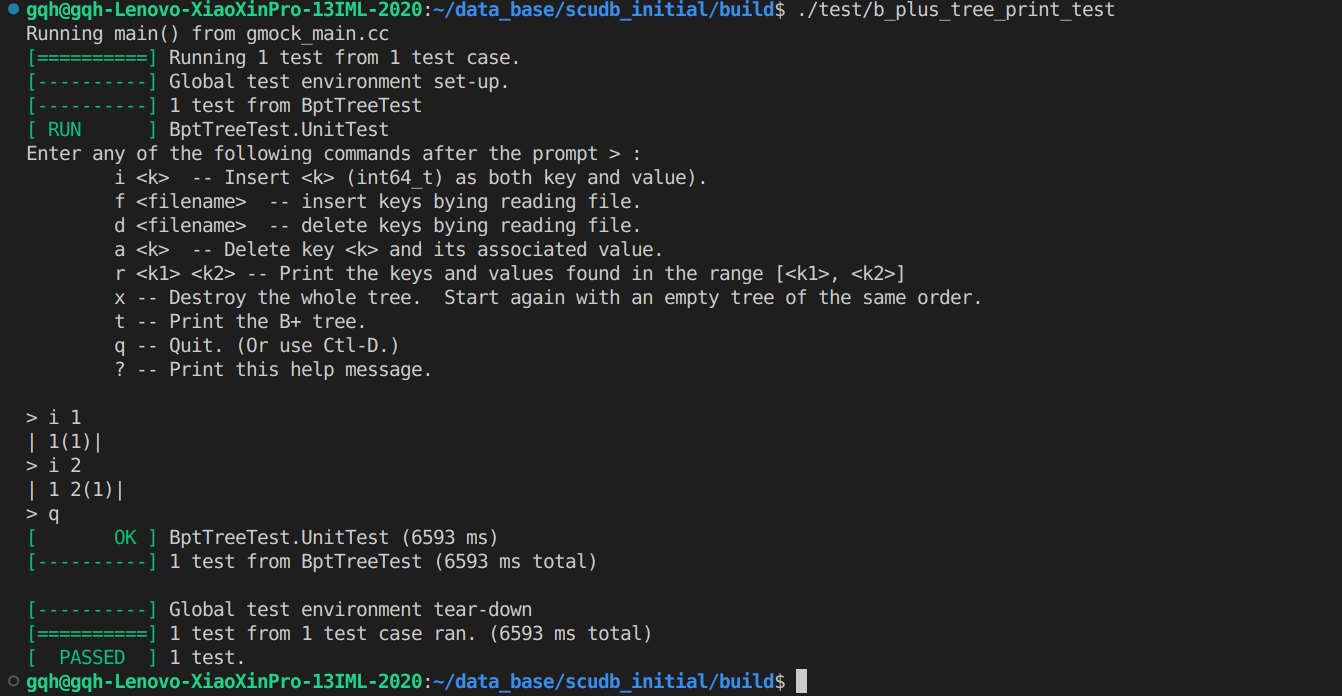 gqh@gqh-Lenovo-XiaoXinPro-13IML-2020:~/data_base/scudb_initial/build$ ./test/b_plus_tree_print_test
Running main() from gmock_main.cc
[==========] Running 1 test from 1 test case.
[----------] Global test environment set-up.
[----------] 1 test from BptTreeTest
[ RUN      ] BptTreeTest.UnitTest
Enter any of the following commands after the prompt > :
        i <k>  -- Insert <k> (int64_t) as both key and value).
        f <filename>  -- insert keys bying reading file.
        d <filename>  -- delete keys bying reading file.
        a <k>  -- Delete key <k> and its associated value.
        r <k1> <k2> -- Print the keys and values found in the range [<k1>, <k2>]
        x -- Destroy the whole tree.  Start again with an empty tree of the same order.
        t -- Print the B+ tree.
        q -- Quit. (Or use Ctl-D.)
        ? -- Print this help message.

> i 1
| 1(1)|
> i 2
| 1 2(1)|
> q
[       OK ] BptTreeTest.UnitTest (6593 ms)
[----------] 1 test from BptTreeTest (6593 ms total)

[----------] Global test environment tear-down
[==========] 1 test from 1 test case ran. (6593 ms total)
[  PASSED  ] 1 test.
gqh@gqh-Lenovo-XiaoXinPro-13IML-2020:~/data_base/scudb_initial/build$